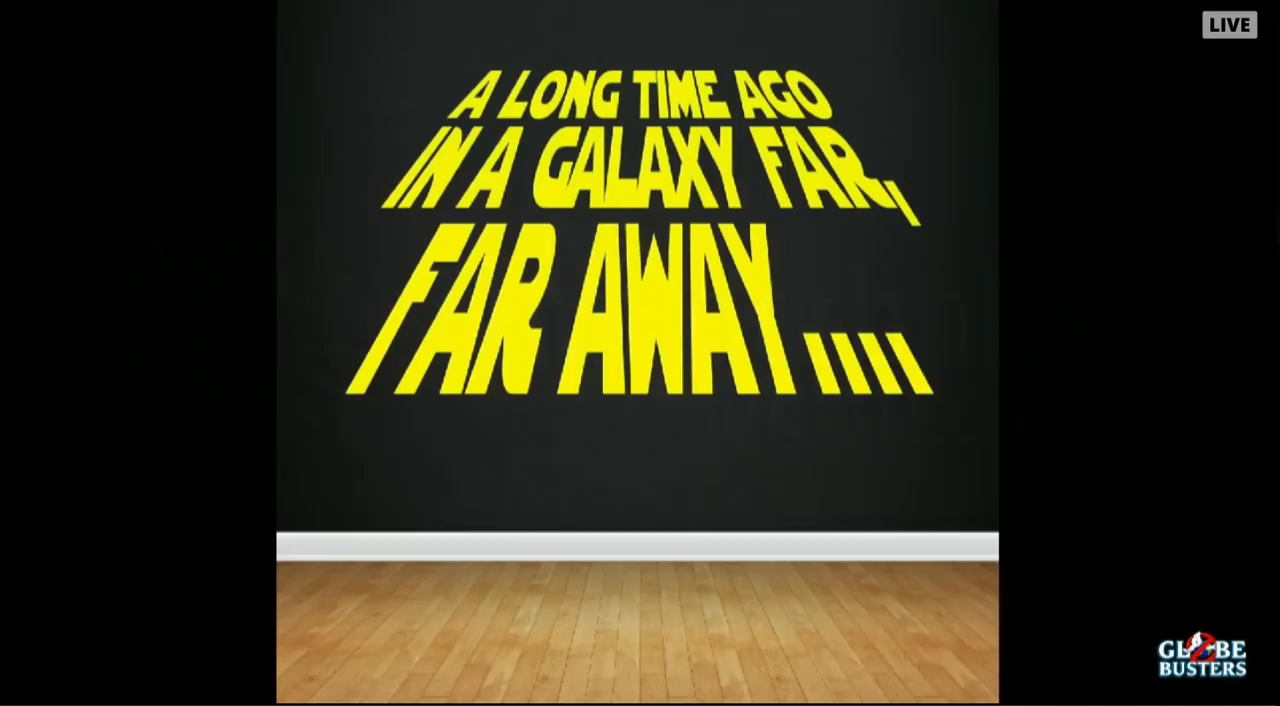 LIVE
A LONG TIME AGO
IN A GALAXY FAR,
FAR AWAY....
GLOBE
BUSTERS